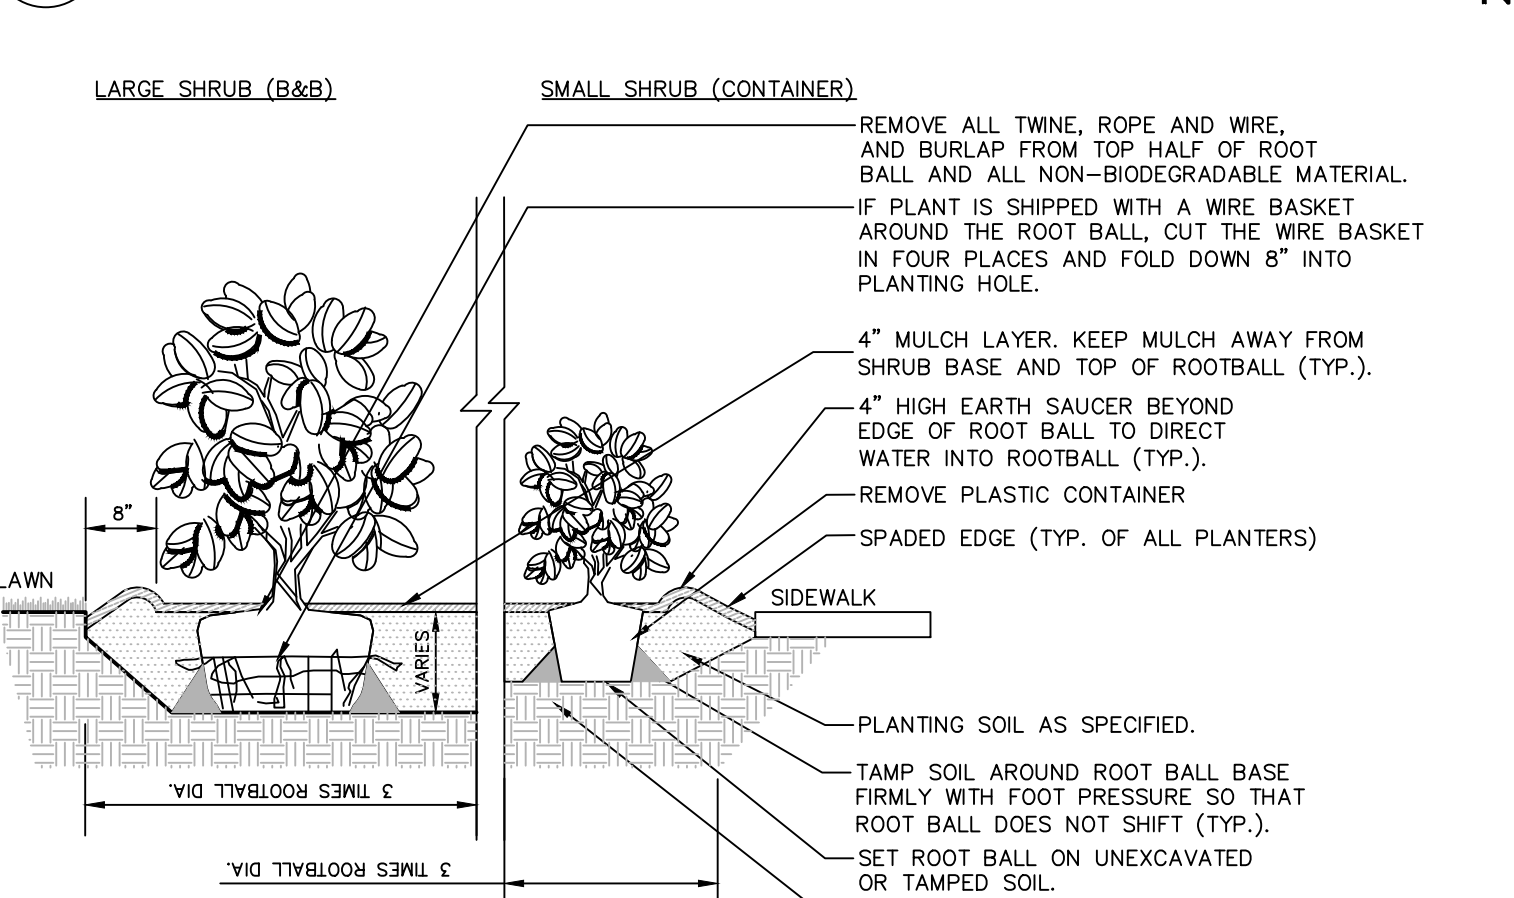 LARGE SHRUB (B&B)
SMALL SHRUB (CONTAINER)
REMOVE ALL TWINE, ROPE AND WIRE,
AND BURLAP FROM TOP HALF OF ROOT
BALL AND ALL NON-BIODEGRADABLE MATERIAL.
IF PLANT IS SHIPPED WITH A WIRE BASKET
AROUND THE ROOT BALL, CUT THE WIRE BASKET
IN FOUR PLACES AND FOLD DOWN 8" INTO
PLANTING HOLE.
4" MULCH LAYER. KEEP MULCH AWAY FROM
SHRUB BASE AND TOP OF ROOTBALL (TYP.).
4" HIGH EARTH SAUCER BEYOND
EDGE OF ROOT BALL TO DIRECT
WATER INTO ROOTBALL (TYP.).
REMOVE PLASTIC CONTAINER
SPADED EDGE (TYP. OF ALL PLANTERS)
8"
LAWN
SIDEWALK
VARIES
PLANTING SOIL AS SPECIFIED.
TAMP SOIL AROUND ROOT BALL BASE
FIRMLY WITH FOOT PRESSURE SO THAT
ROOT BALL DOES NOT SHIFT (TYP.).
SET ROOT BALL ON UNEXCAVATED
OR TAMPED SOIL.
3 TIMES ROOTBALL DIA.
3 TIMES ROOTBALL DIA.